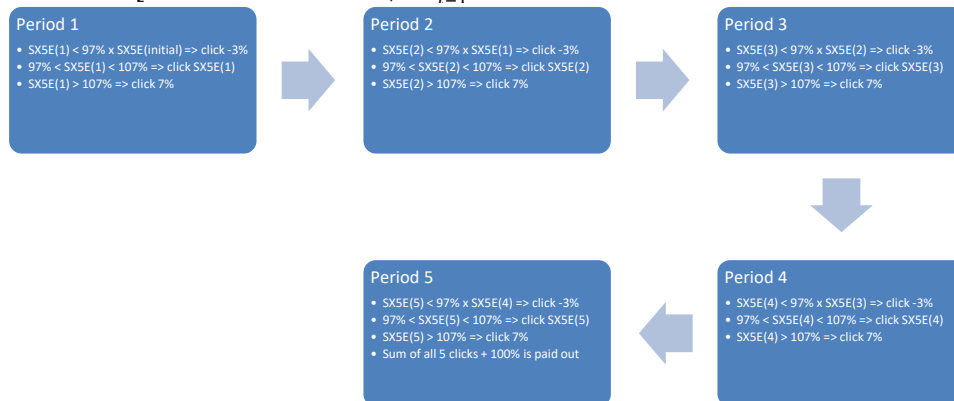 Period 1
• SX5E(1) < 97% x SX5E(initial) => click -3%
• 97% < SX5E(1) < 107% => click SX5E(1)
• SX5E(1) > 107% => click 7%
Period 2
• SX5E(2) < 97% x SX5E(1) => click -3%
• 97% < SX5E(2) < 107% => click SX5E(2)
• SX5E(2) > 107% => click 7%
Period 3
• SX5E(3) < 97% x SX5E(2) => click -3%
• 97% < SX5E(3) < 107% => click SX5E(3)
• SX5E(3) > 107% => click 7%
Period 4
• SX5E(4) < 97% x SX5E(3) => click -3%
• 97% < SX5E(4) < 107% => click SX5E(4)
• SX5E(4) > 107% => click 7%
Period 5
• SX5E(5) < 97% x SX5E(4) => click -3%
• 97% < SX5E(5) < 107% => click SX5E(5)
• SX5E(5) > 107% => click 7%
• Sum of all 5 clicks + 100% is paid out